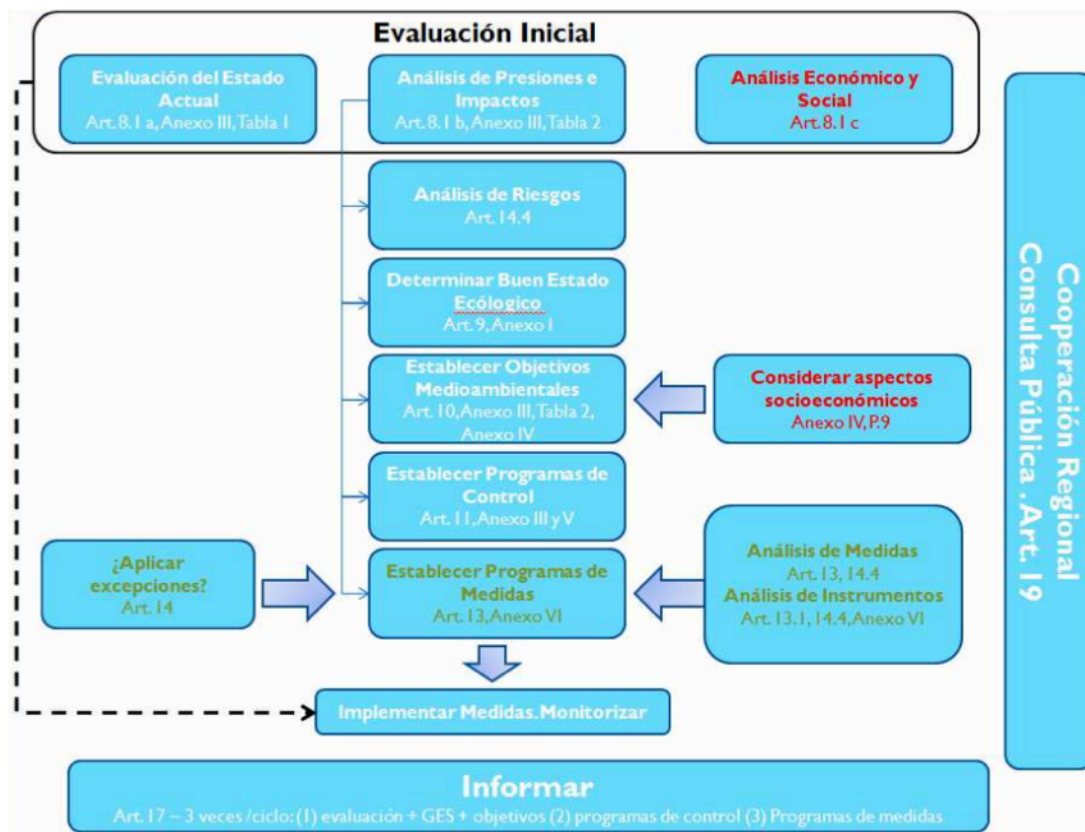 Evaluación Inicial
Evaluación del Estado
Actual
Art. 8.1 a, Anexo III, Tabla 1
Análisis de Presiones e
Impactos
Art. 8.1 b, Anexo III, Tabla 2
Análisis Económico y
Social
Art. 8.1 c
Análisis de Riesgos
Art. 14.4
Determinar Buen Estado
Ecólogico
Art. 9, Anexo I
Establecer Objetivos
Medioambientales
Art. 10, Anexo III, Tabla 2,
Anexo IV
Considerar aspectos
socioeconómicos
Anexo IV, P.9
Establecer Programas de
Control
Art. 11, Anexo III y V
¿Aplicar
excepciones?
Art. 14
Establecer Programas de
Medidas
Art. 13, Anexo VI
Análisis de Medidas
Art. 13, 14.4
Análisis de Instrumentos
Art. 13.1, 14.4, Anexo VI
Implementar Medidas. Monitorizar
Cooperación Regional
Consulta Pública . Art. 19
Informar
Art. 17 – 3 veces /ciclo: (1) evaluación + GES + objetivos (2) programas de control (3) Programas de medidas